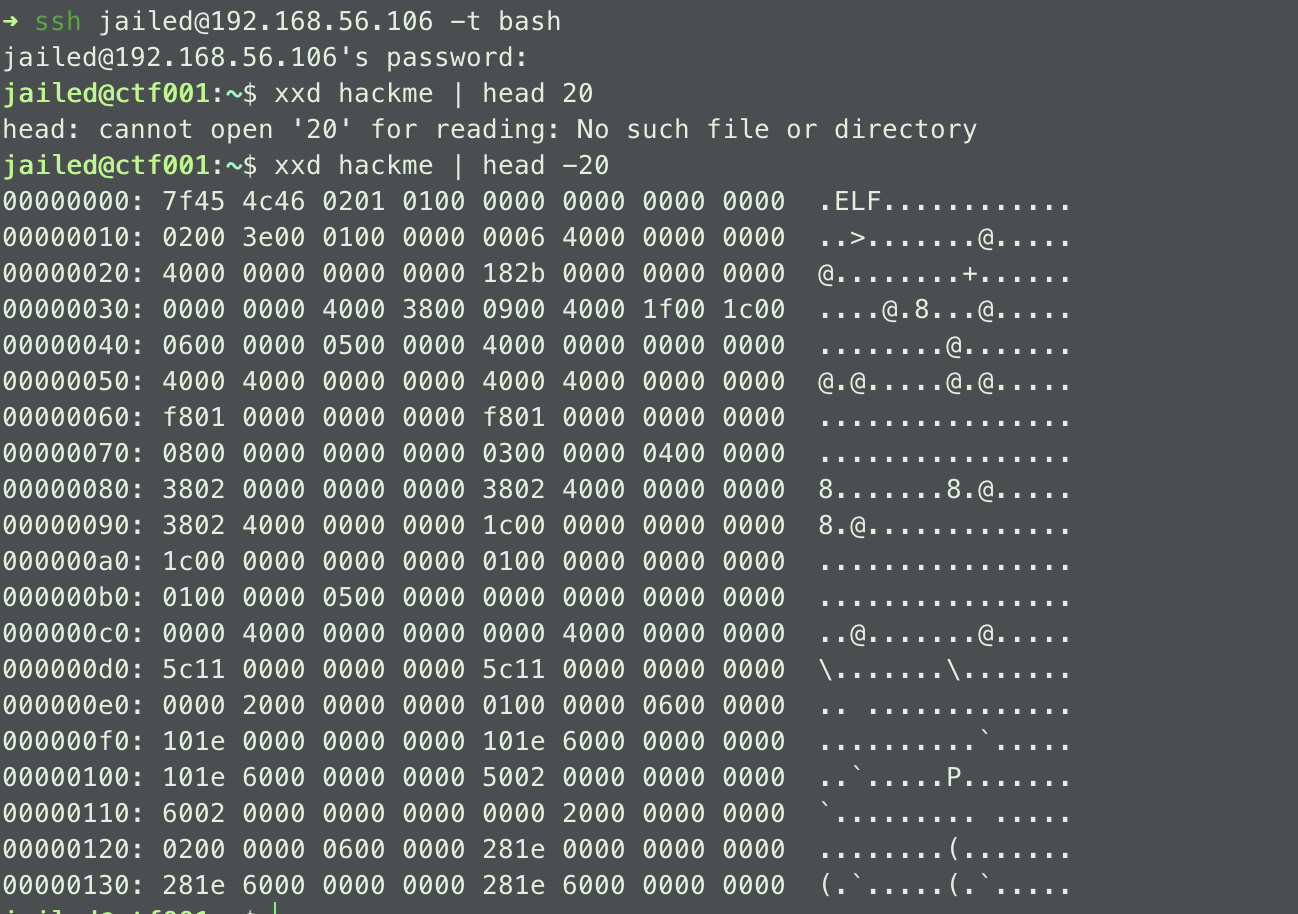 ➜ ssh jailed@192.168.56.106 -t bash
jailed@192.168.56.106's password:
jailed@ctf001:~$ xxd hackme | head 20
head: cannot open '20' for reading: No such file or directory
jailed@ctf001:~$ xxd hackme | head -20
00000000: 7f45 4c46 0201 0100 0000 0000 0000 0000  .ELF............
00000010: 0200 3e00 0100 0000 0006 4000 0000 0000  ..>.......@.....
00000020: 4000 0000 0000 0000 182b 0000 0000 0000  @........+......
00000030: 0000 0000 4000 3800 0900 4000 1f00 1c00  ....@.8...@.....
00000040: 0600 0000 0500 0000 4000 0000 0000 0000  ........@.......
00000050: 4000 4000 0000 0000 4000 4000 0000 0000  @.@.....@.@.....
00000060: f801 0000 0000 0000 f801 0000 0000 0000  ................
00000070: 0800 0000 0000 0000 0300 0000 0400 0000  ................
00000080: 3802 0000 0000 0000 3802 4000 0000 0000  8.......8.@.....
00000090: 3802 4000 0000 0000 1c00 0000 0000 0000  8.@.............
000000a0: 1c00 0000 0000 0000 0100 0000 0000 0000  ................
000000b0: 0100 0000 0500 0000 0000 0000 0000 0000  ................
000000c0: 0000 4000 0000 0000 0000 4000 0000 0000  ..@.......@.....
000000d0: 5c11 0000 0000 0000 5c11 0000 0000 0000  \.......\.......
000000e0: 0000 2000 0000 0000 0100 0000 0600 0000  .. .............
000000f0: 101e 0000 0000 0000 101e 6000 0000 0000  ..........`.....
00000100: 101e 6000 0000 0000 5002 0000 0000 0000  ..`.....P.......
00000110: 6002 0000 0000 0000 0000 2000 0000 0000  `......... .....
00000120: 0200 0000 0600 0000 281e 0000 0000 0000  ........(.......
00000130: 281e 6000 0000 0000 281e 6000 0000 0000  (.`.....(.`.....